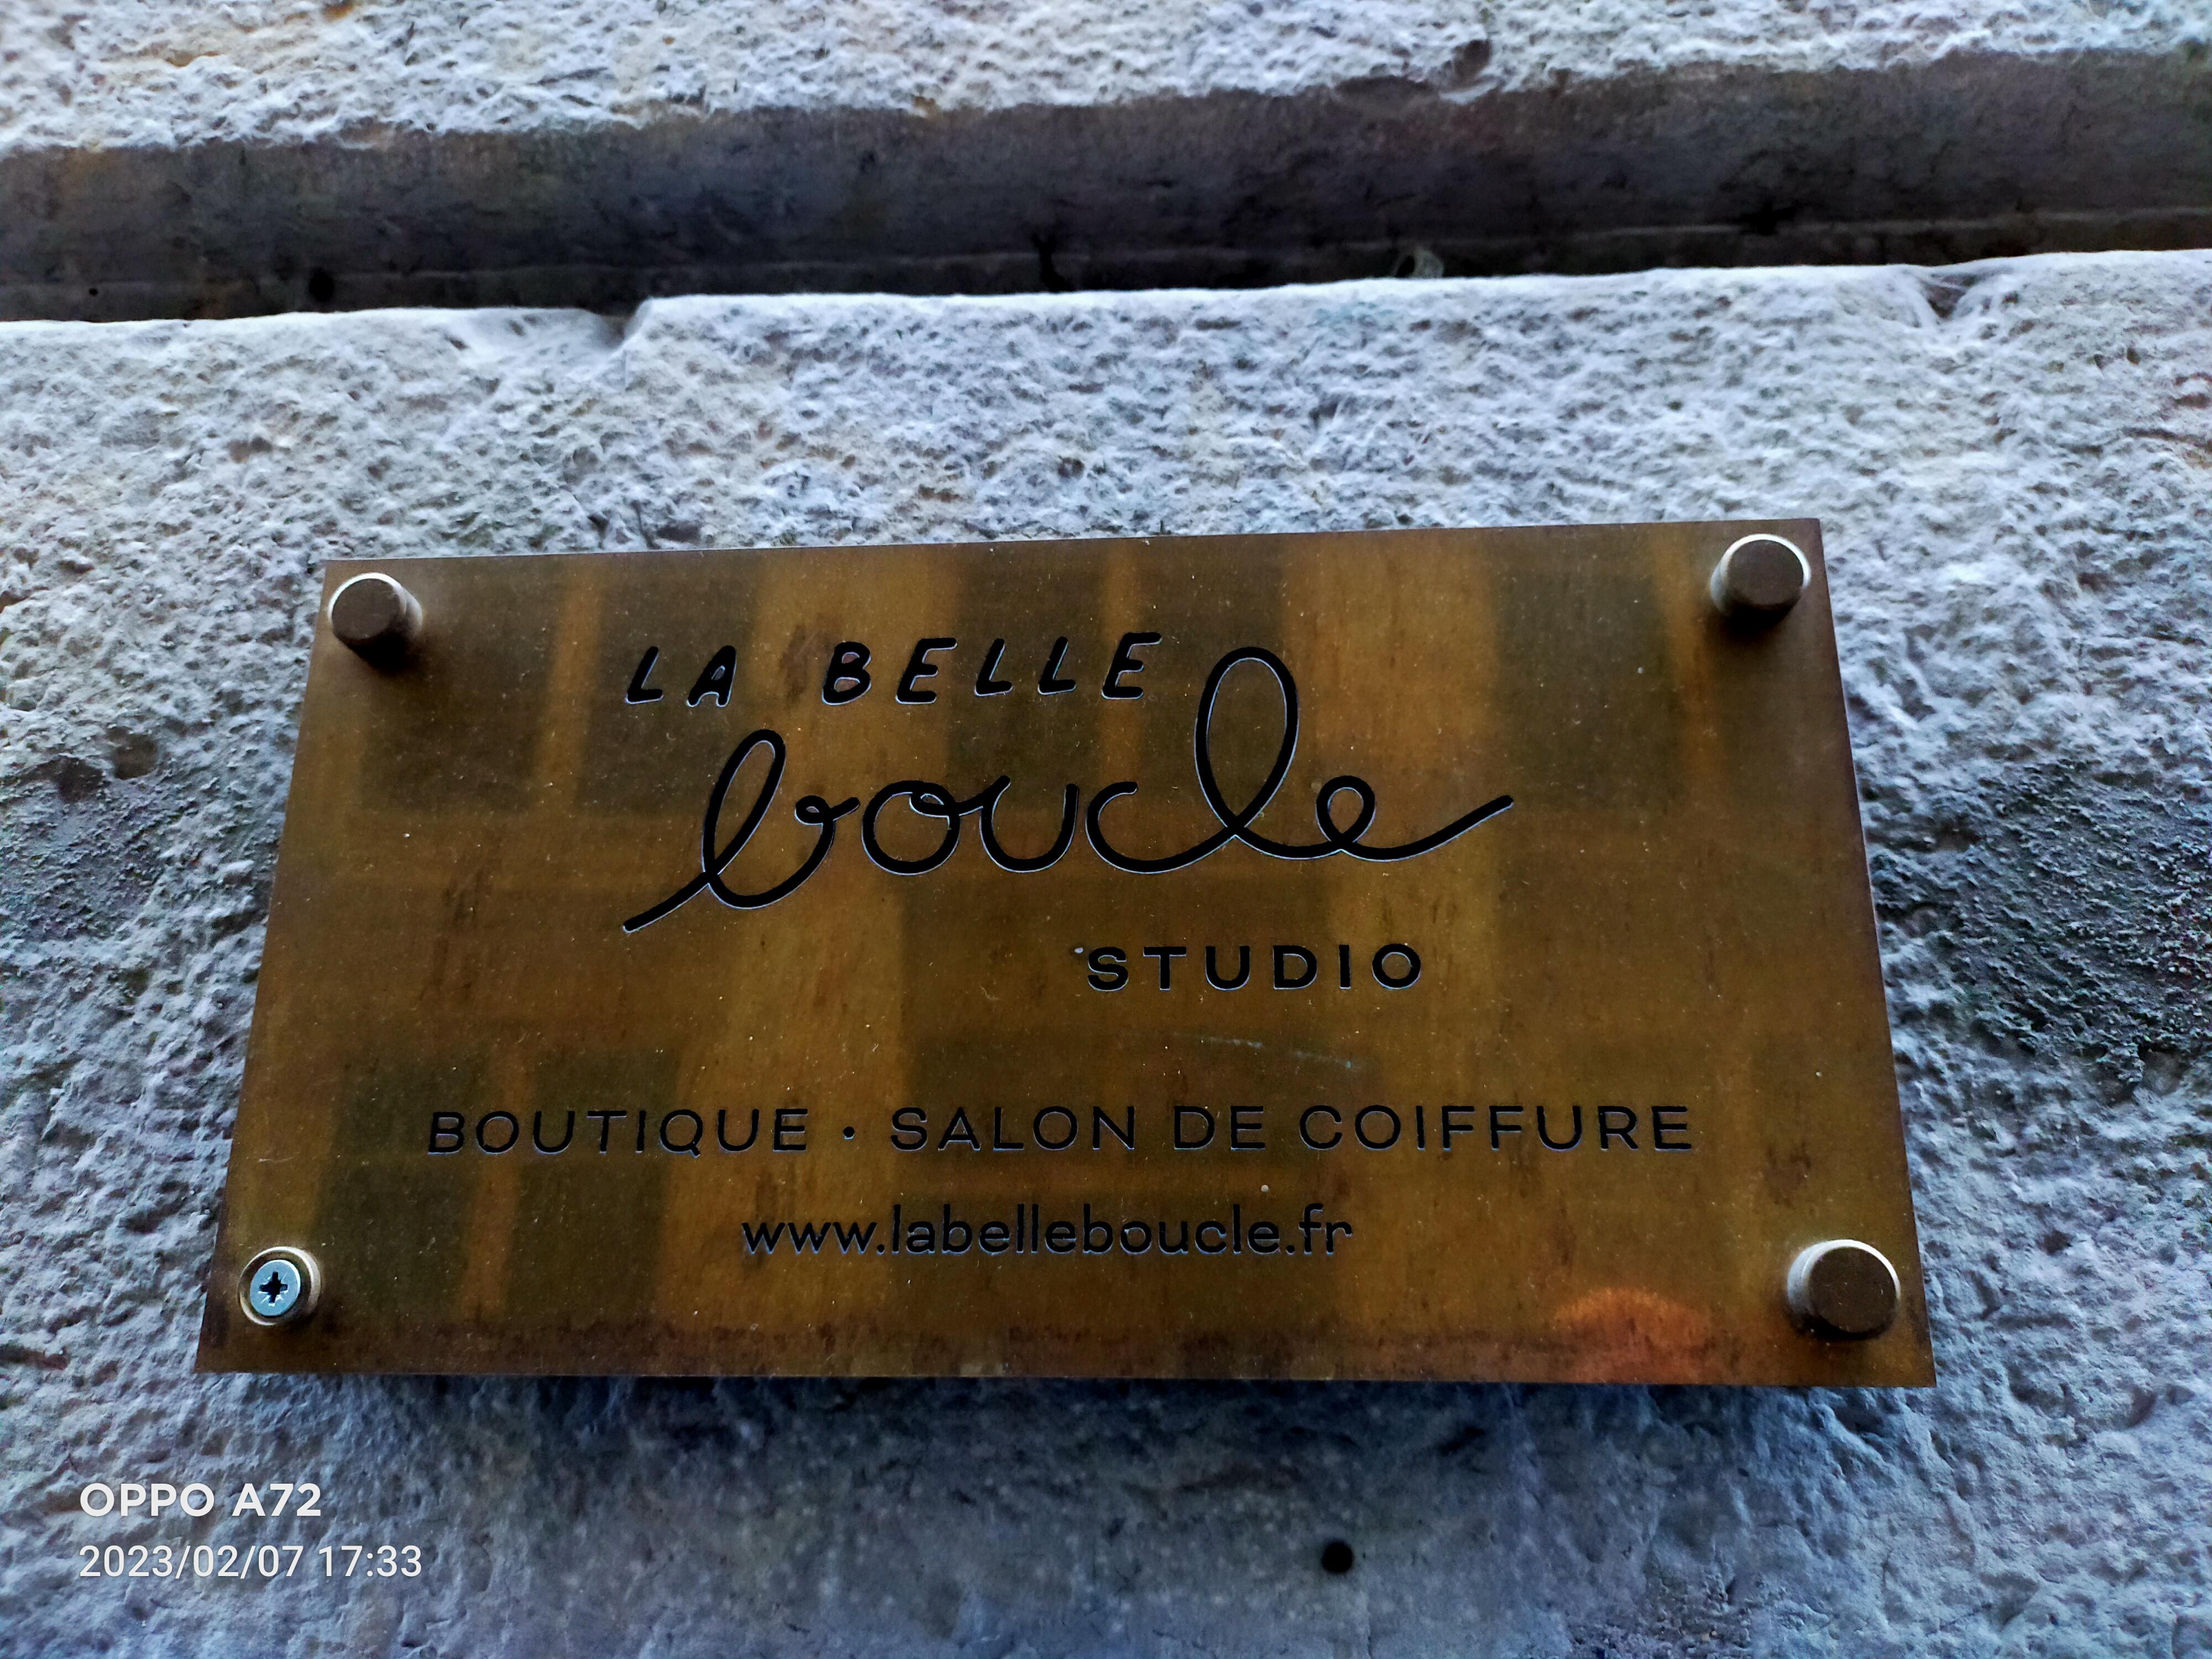 LA BELLE
boucle
STUDIO
BOUTIQUE · SALON DE COIFFURE
www.labelleboucle.fr
OPPO A72
2023/02/07 17:33